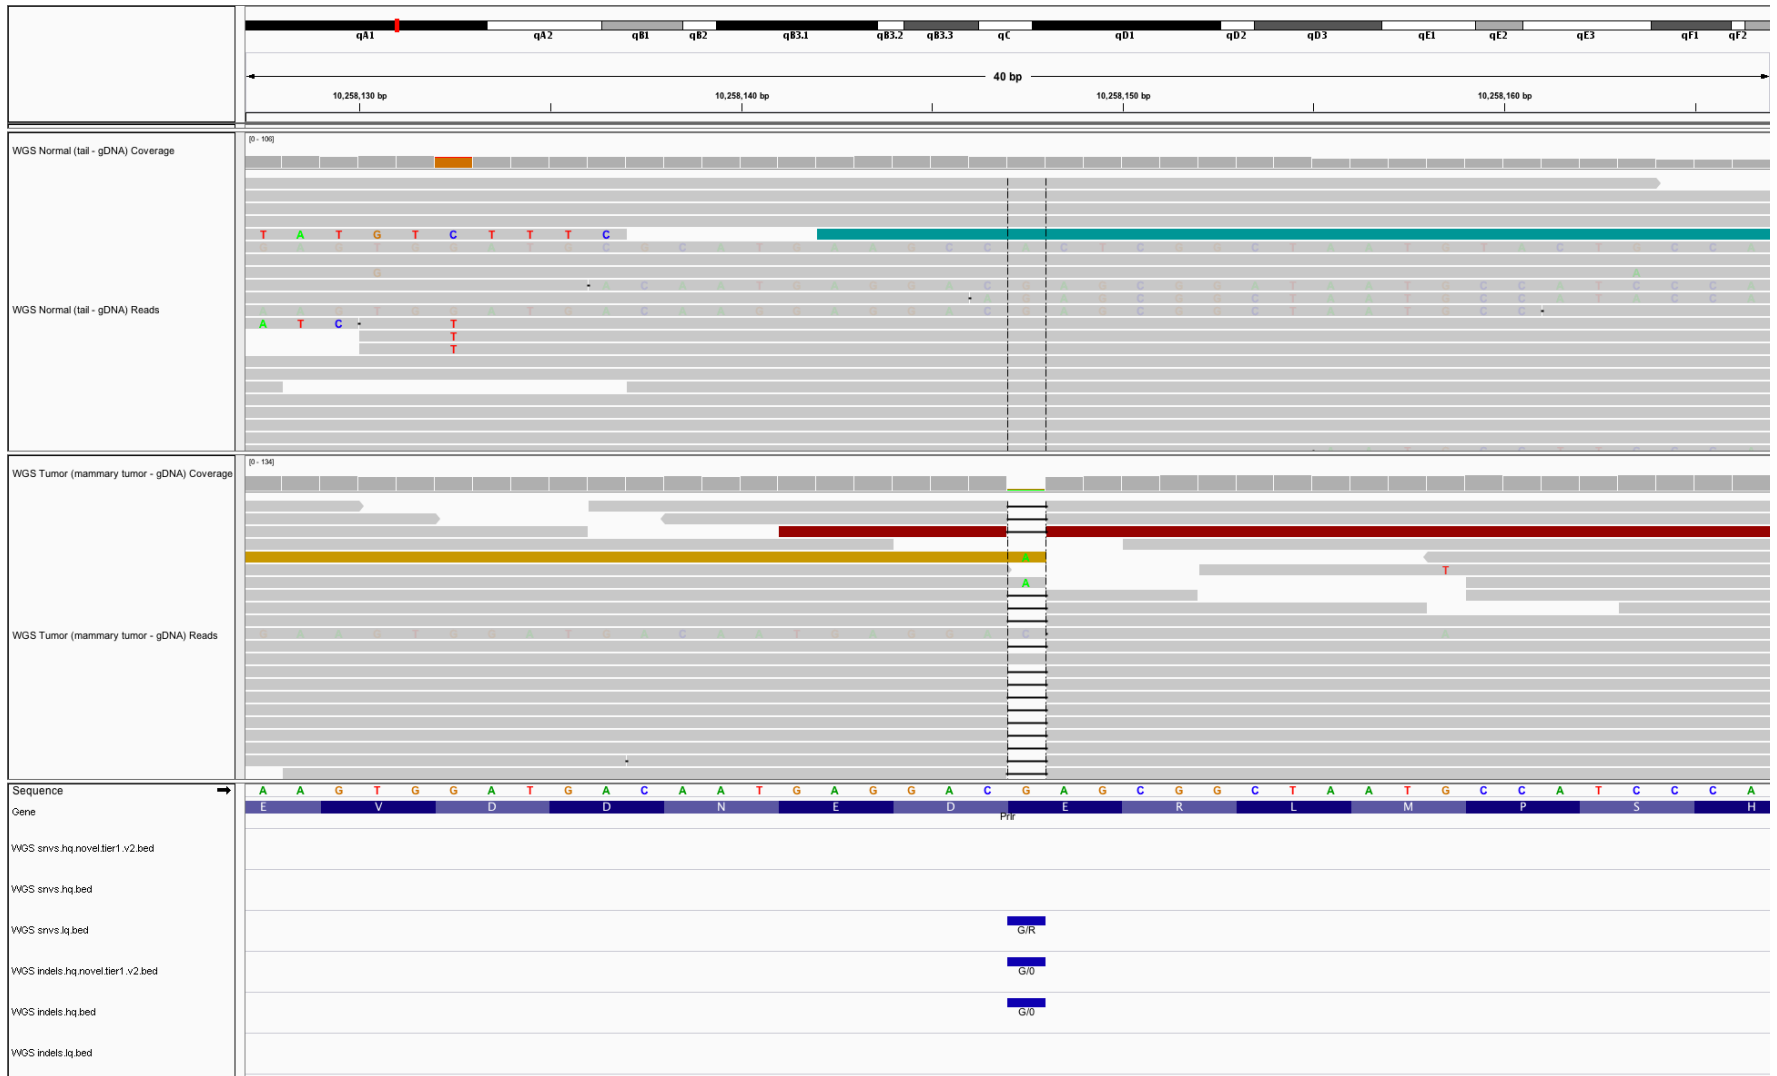 qA1 qA2 qB1 qB2 qB3.1 qB3.2 qB3.3 qC qD1 qD2 qD3 qE1 qE2 qE3 qF1 qF2
40 bp
10,258,130 bp 10,258,140 bp 10,258,150 bp 10,258,160 bp
[0 - 106]
WGS Normal (tail - gDNA) Coverage
T A T G T C T T T C
G A
WGS Normal (tail - gDNA) Reads
A T C T
T
T
[0 - 134]
WGS Tumor (mammary tumor - gDNA) Coverage
A
T
A
WGS Tumor (mammary tumor - gDNA) Reads
G A A G T G G A T G A C A A T G A G G A C A
Sequence A A G T G G A T G A C A A T G A G G A C G A G C G G C T A A T G C C A T C C C A
Gene E V D D N E D E R L M P S H
Prlr
WGS snvs.hq.novel.tier1.v2.bed
WGS snvs.hq.bed
WGS snvs.lq.bed
G/R
WGS indels.hq.novel.tier1.v2.bed
G/0
WGS indels.hq.bed
G/0
WGS indels.lq.bed